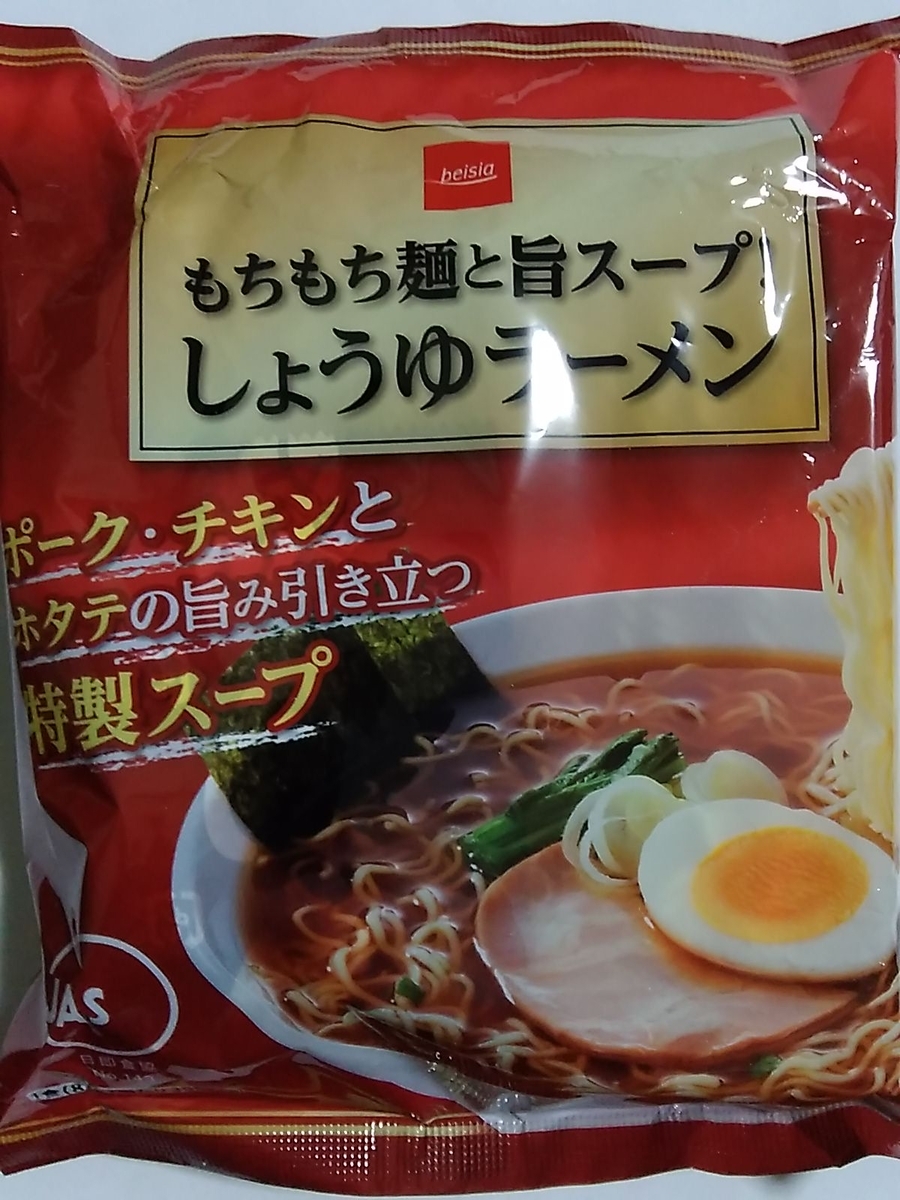 beisia
もちもち麺と旨スープ!
しょうゆラーメン
ポーク・チキンと
ホタテの旨み引き立つ
特製スープ
JAS